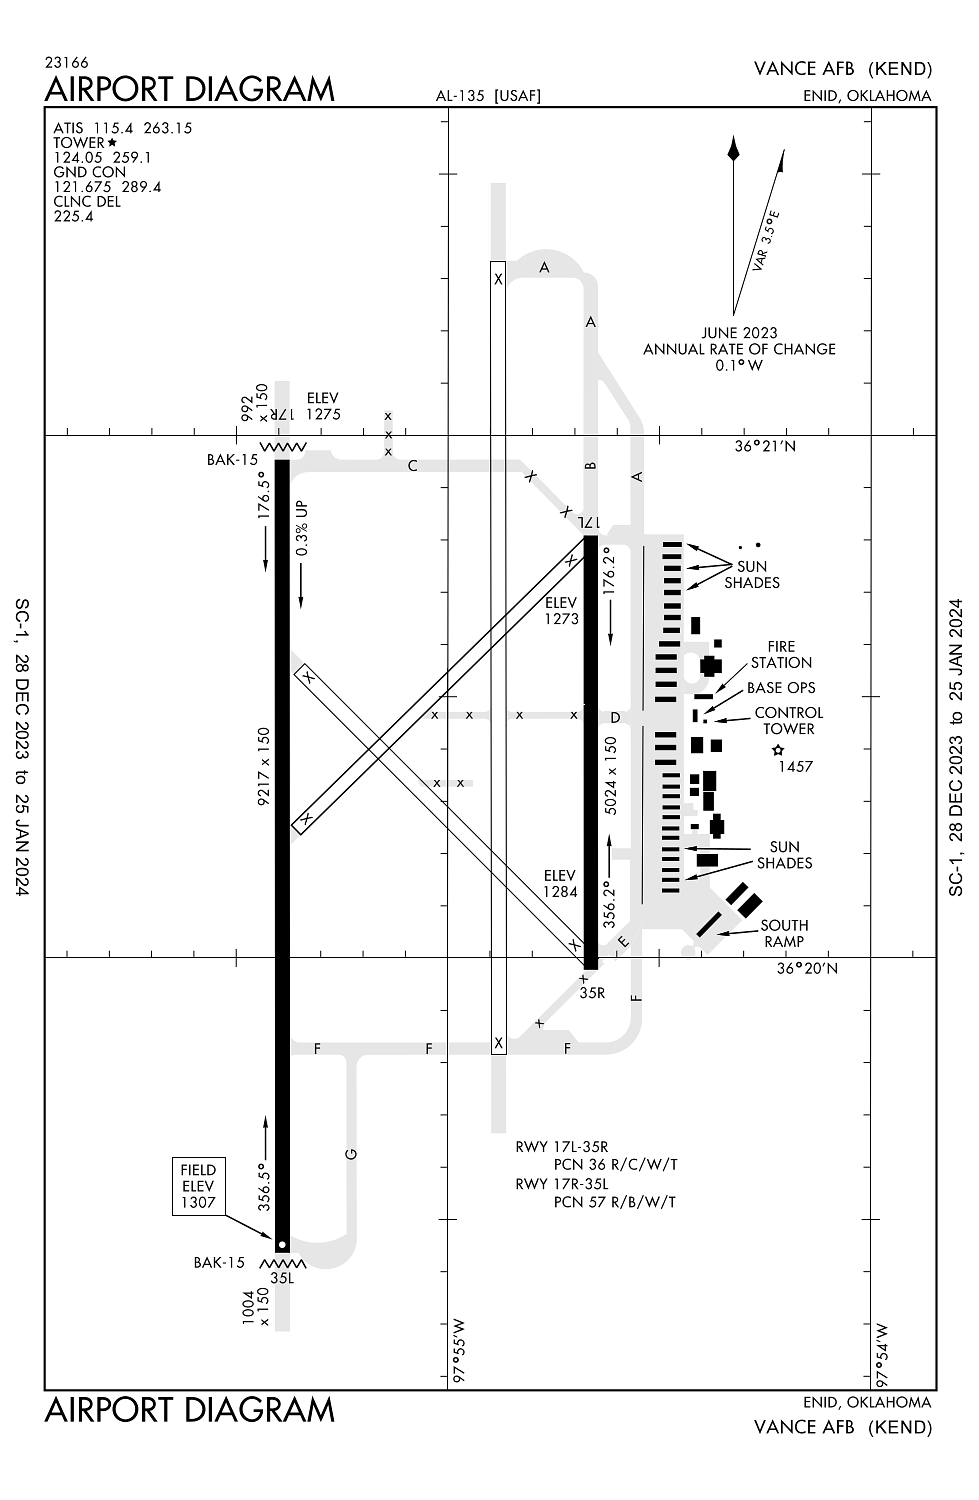 23166
AIRPORT DIAGRAM
AL-135 [USAF]
VANCE AFB (KEND)
ENID, OKLAHOMA
ATIS 115.4 263.15
TOWER★
124.05 259.1
GND CON
121.675 289.4
CLNC DEL
225.4
VAR 3.5°E
JUNE 2023
ANNUAL RATE OF CHANGE
0.1°W
A
A
992
x 150
17R
ELEV
1275
X
x
x
x
36°21'N
BAK-15
C
B
A
X
X
17L
176.5°
0.3% UP
X
176.2°
SUN
SHADES
ELEV
1273
FIRE
STATION
BASE OPS
CONTROL
TOWER
1457
X
x
x
x
x
D
9217 x 150
5024 x 150
x
x
X
SUN
SHADES
ELEV
1284
356.2°
SOUTH
RAMP
X
E
36°20'N
x
35R
F
x
F
F
X
F
G
RWY 17L-35R
PCN 36 R/C/W/T
RWY 17R-35L
PCN 57 R/B/W/T
356.5°
FIELD
ELEV
1307
BAK-15
35L
1004
x 150
97°55'W
97°54'W
SC-1, 28 DEC 2023 to 25 JAN 2024
SC-1, 28 DEC 2023 to 25 JAN 2024
AIRPORT DIAGRAM
ENID, OKLAHOMA
VANCE AFB (KEND)